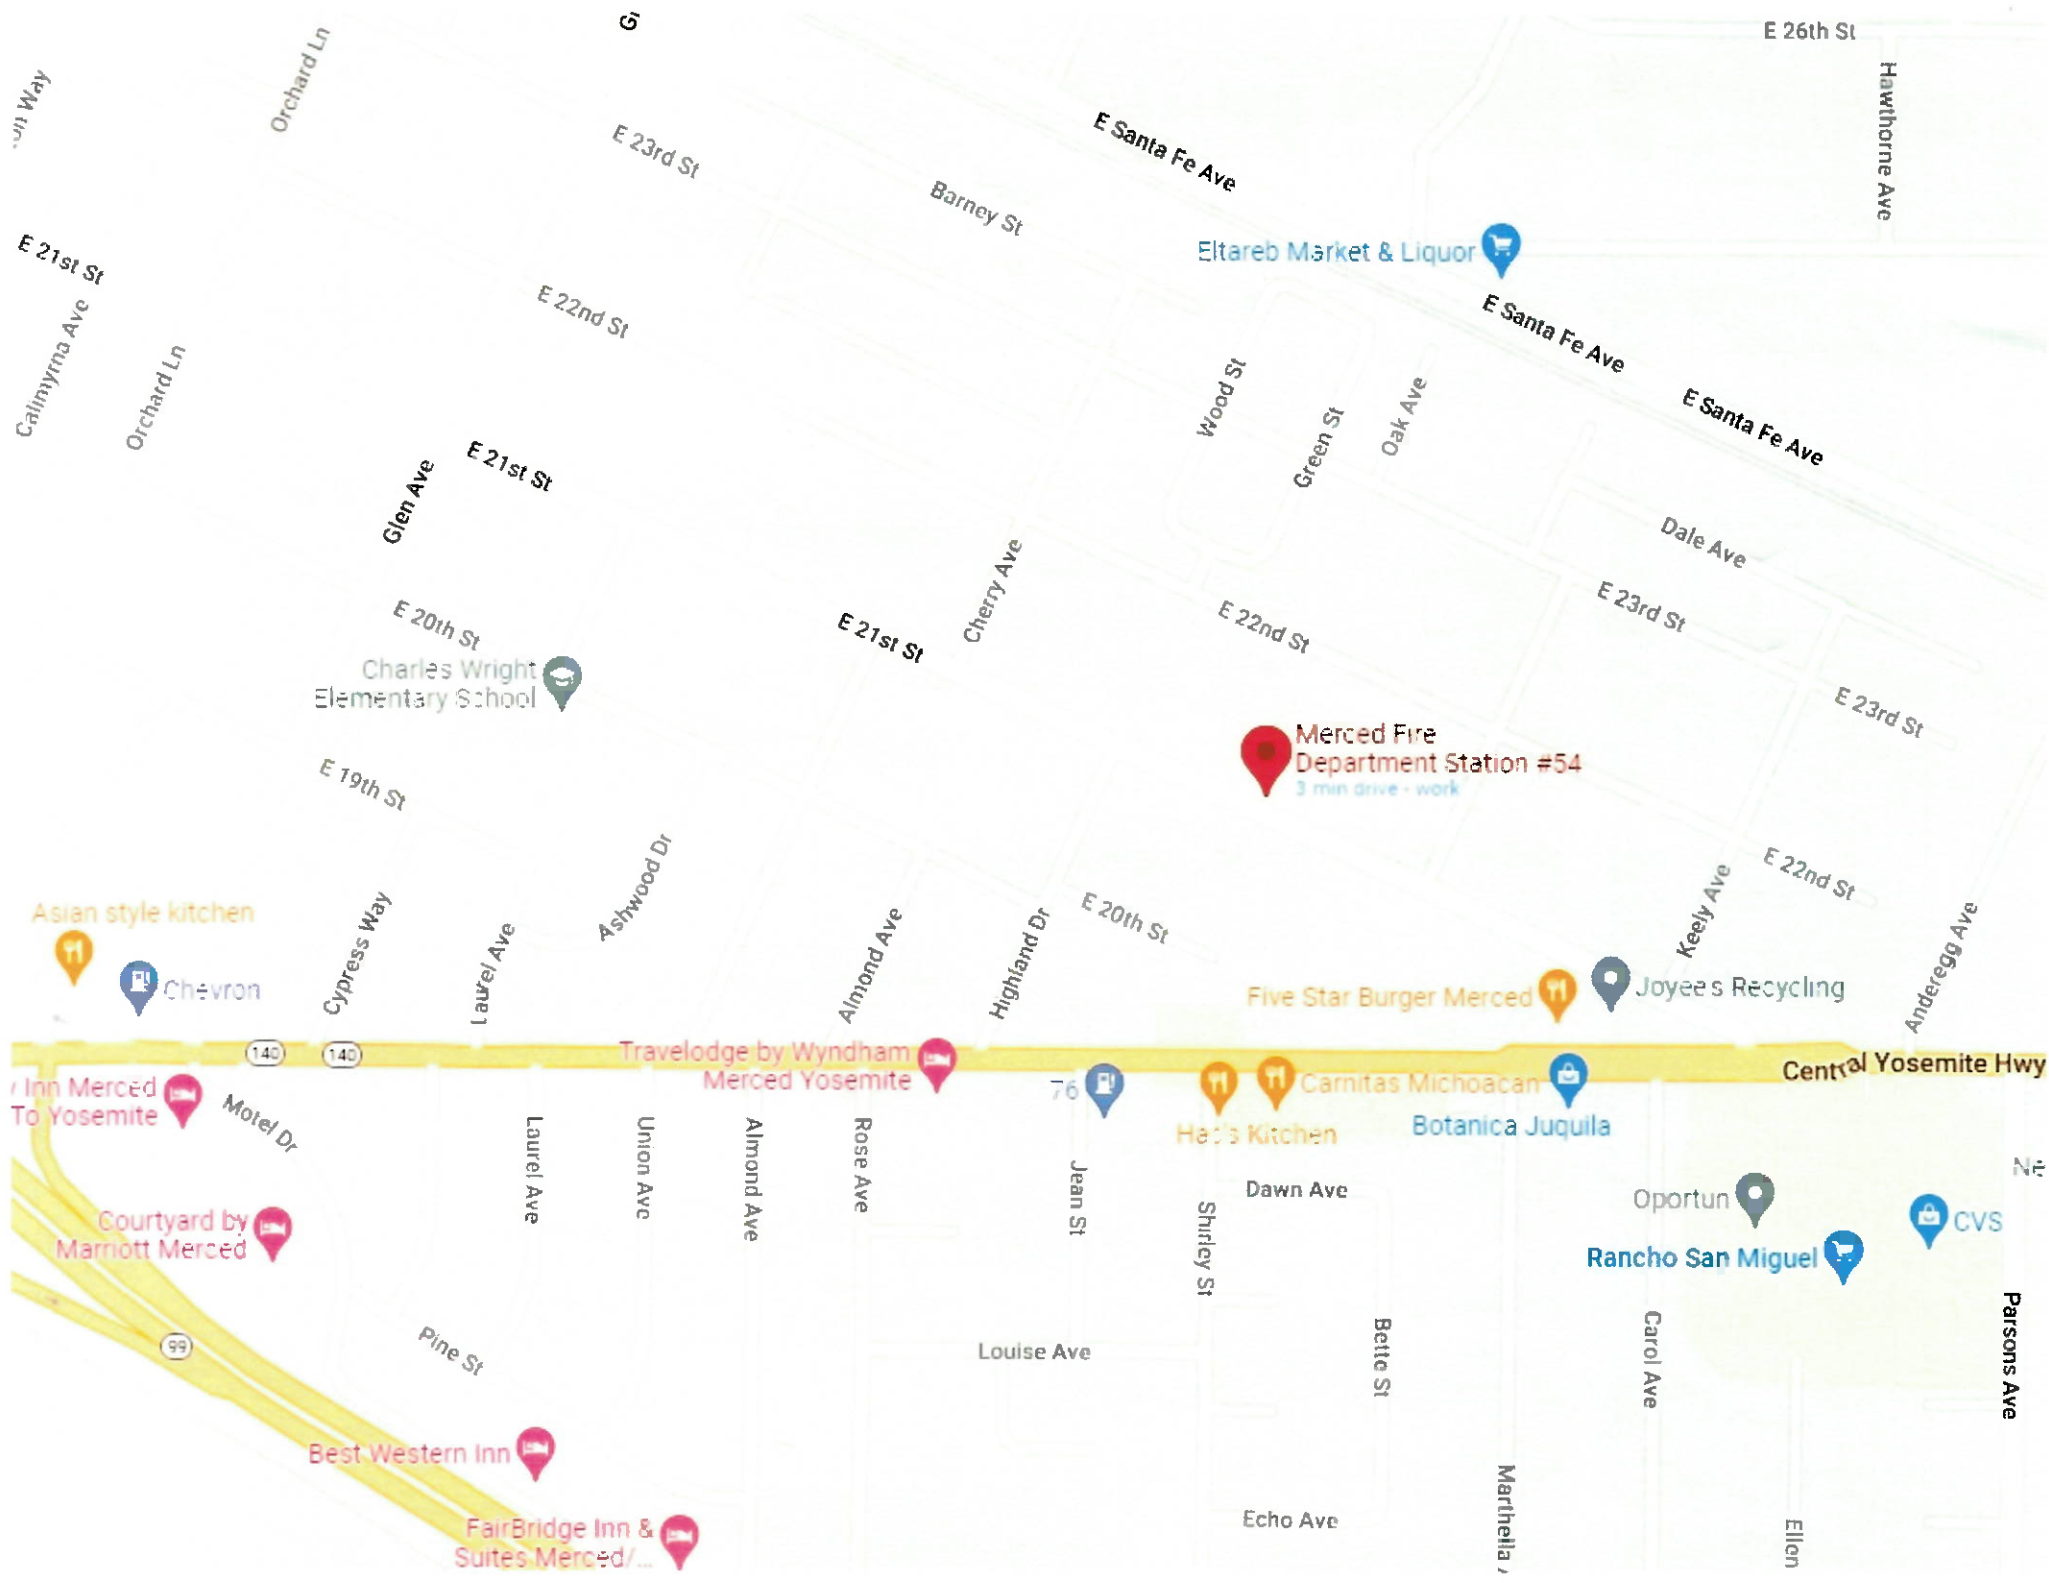 E 26th St
Orchard Ln
Hawthorne Ave
E Santa Fe Ave
E 23rd St
Barney St
E 21st St
Eltareb Market & Liquor
E 22nd St
E Santa Fe Ave
Calimyrna Ave
Orchard Ln
Wood St
Green St
Oak Ave
E Santa Fe Ave
Glen Ave
E 21st St
Dale Ave
Cherry Ave
E 20th St
E 21st St
E 22nd St
E 23rd St
Charles Wright
Elementary School
E 23rd St
Merced Fire
Department Station #54
3 min drive - work
E 19th St
Ashwood Dr
E 22nd St
Asian style kitchen
Cypress Way
Laurel Ave
Almond Ave
Highland Dr
E 20th St
Keely Ave
Anderegg Ave
Chevron
Five Star Burger Merced
Joyee's Recycling
140
140
Travelodge by Wyndham
Merced Yosemite
Central Yosemite Hwy
Inn Merced
To Yosemite
Motel Dr
76
Carnitas Michoacan
Botanica Juquila
Kitchen
Laurel Ave
Union Ave
Almond Ave
Rose Ave
Jean St
Shirley St
Dawn Ave
Oportun
CVS
Courtyard by
Marriott Merced
Rancho San Miguel
99
Pine St
Louise Ave
Bette St
Carol Ave
Parsons Ave
Best Western Inn
Marthella
Echo Ave
Ellen
FairBridge Inn &
Suites Merced/...